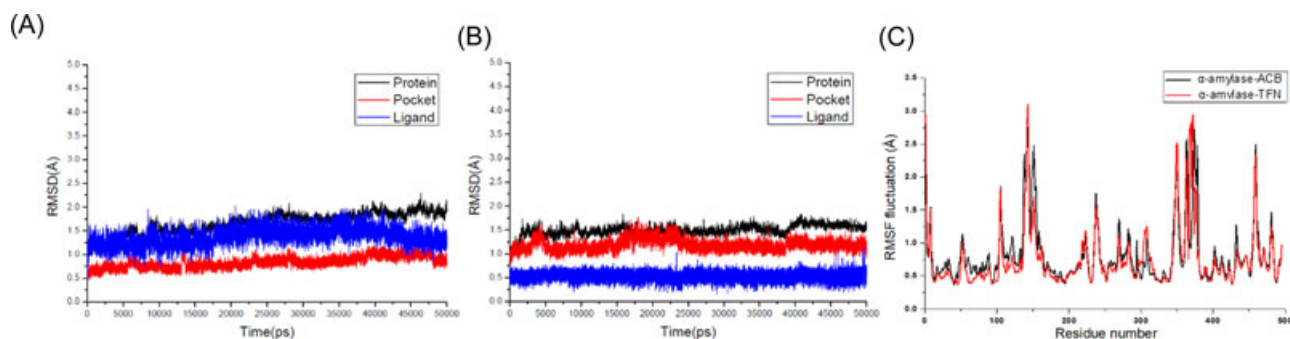 (A)
RMSD(Å)
5.0
4.5
4.0
3.5
3.0
2.5
2.0
1.5
1.0
0.5
0.0
Protein
Pocket
Ligand
0 5000 10000 15000 20000 25000 30000 35000 40000 45000 50000
Time(ps)
(B)
RMSD(Å)
5.0
4.5
4.0
3.5
3.0
2.5
2.0
1.5
1.0
0.5
0.0
Protein
Pocket
Ligand
0 5000 10000 15000 20000 25000 30000 35000 40000 45000 50000
Time(ps)
(C)
RMSF fluctuation (Å)
3.5
3.0
2.5
2.0
1.5
1.0
0.5
0.0
α-amylase-ACB
α-amylase-TFN
0 100 200 300 400 500
Residue number